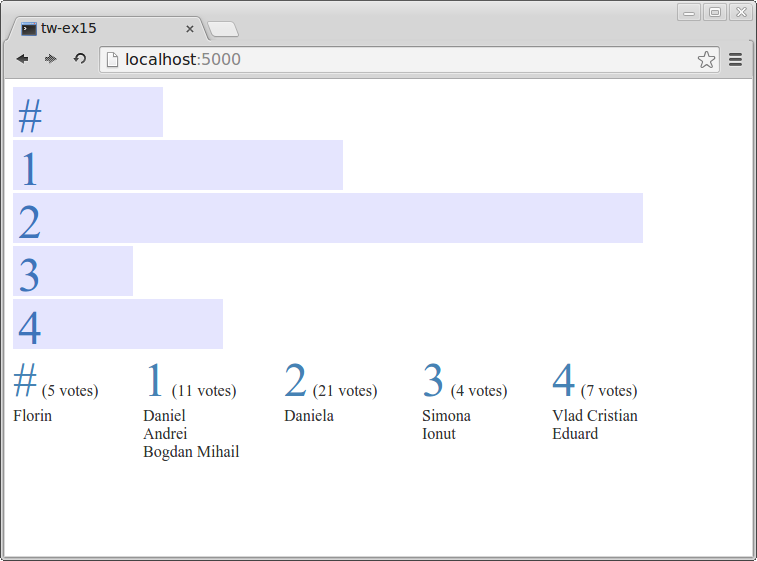 tw-ex15
localhost:5000
#
1
2
3
4
# (5 votes) 1 (11 votes) 2 (21 votes) 3 (4 votes) 4 (7 votes)
Florin Daniel Daniela Simona Vlad Cristian
Andrei Ionut Eduard
Bogdan Mihail